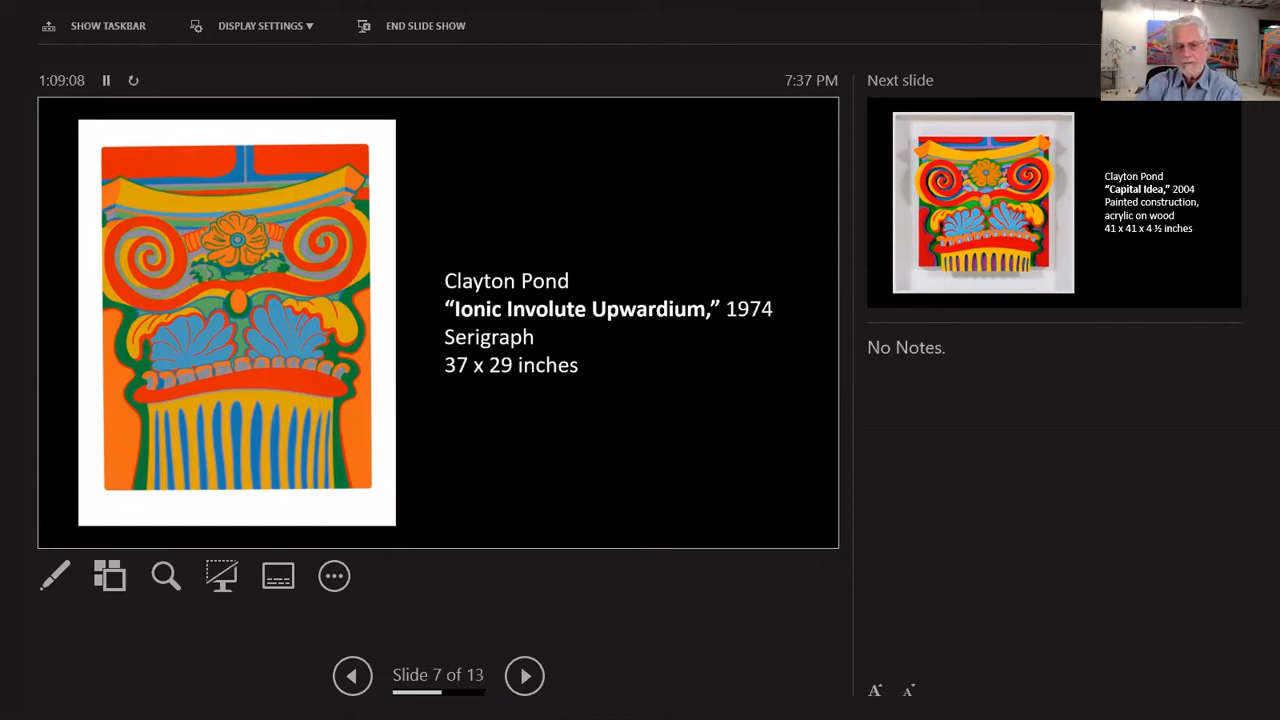 SHOW TASKBAR
DISPLAY SETTINGS ▼
END SLIDE SHOW
1:09:08
7:37 PM
Clayton Pond
“Ionic Involute Upwardium,” 1974
Serigraph
37 x 29 inches
Next slide
Clayton Pond
“Capital Idea,” 2004
Painted construction,
acrylic on wood
41 x 41 x 4 ½ inches
No Notes.
Slide 7 of 13
A A